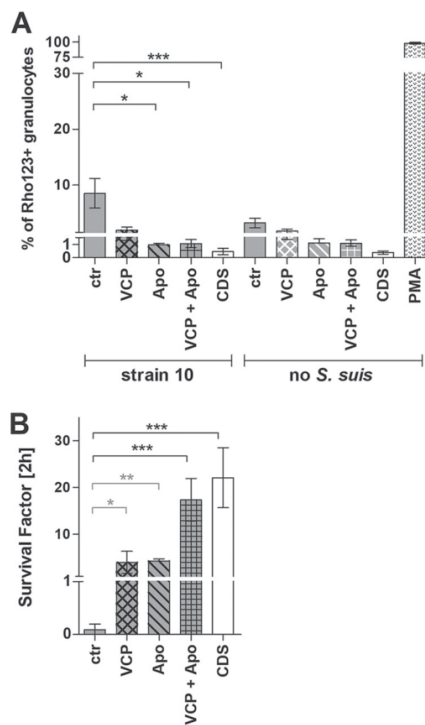 A
% of Rho123+ granulocytes
100
75
30
20
10
1
0
***
*
*
ctr
VCP
Apo
VCP + Apo
CDS
ctr
VCP
Apo
VCP + Apo
CDS
PMA
strain 10
no S. suis
B
Survival Factor [2h]
30
20
10
1
0
***
***
**
*
ctr
VCP
Apo
VCP + Apo
CDS